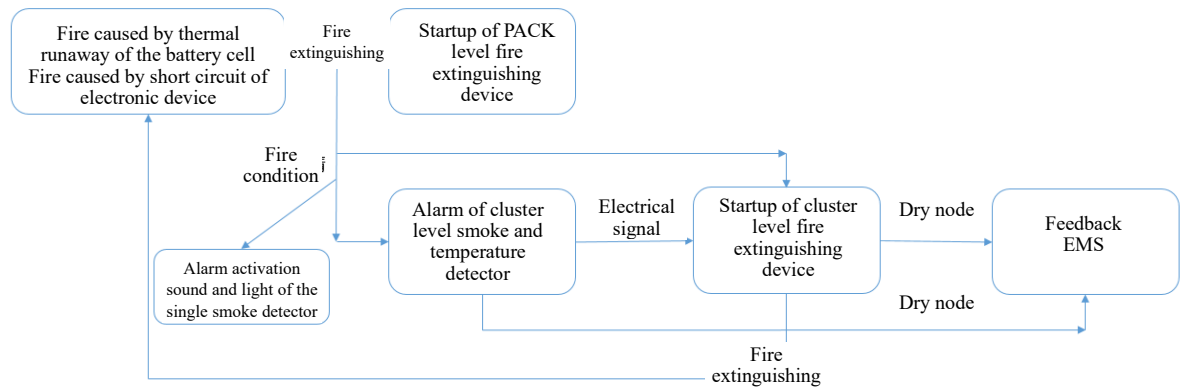 Fire caused by thermal
runaway of the battery cell
Fire caused by short circuit of
electronic device
Fire
extinguishing
Startup of PACK
level fire
extinguishing
device
Fire
condition
Alarm activation
sound and light of the
single smoke detector
Alarm of cluster
level smoke and
temperature
detector
Electrical
signal
Startup of cluster
level fire
extinguishing
device
Dry node
Feedback
EMS
Dry node
Fire
extinguishing